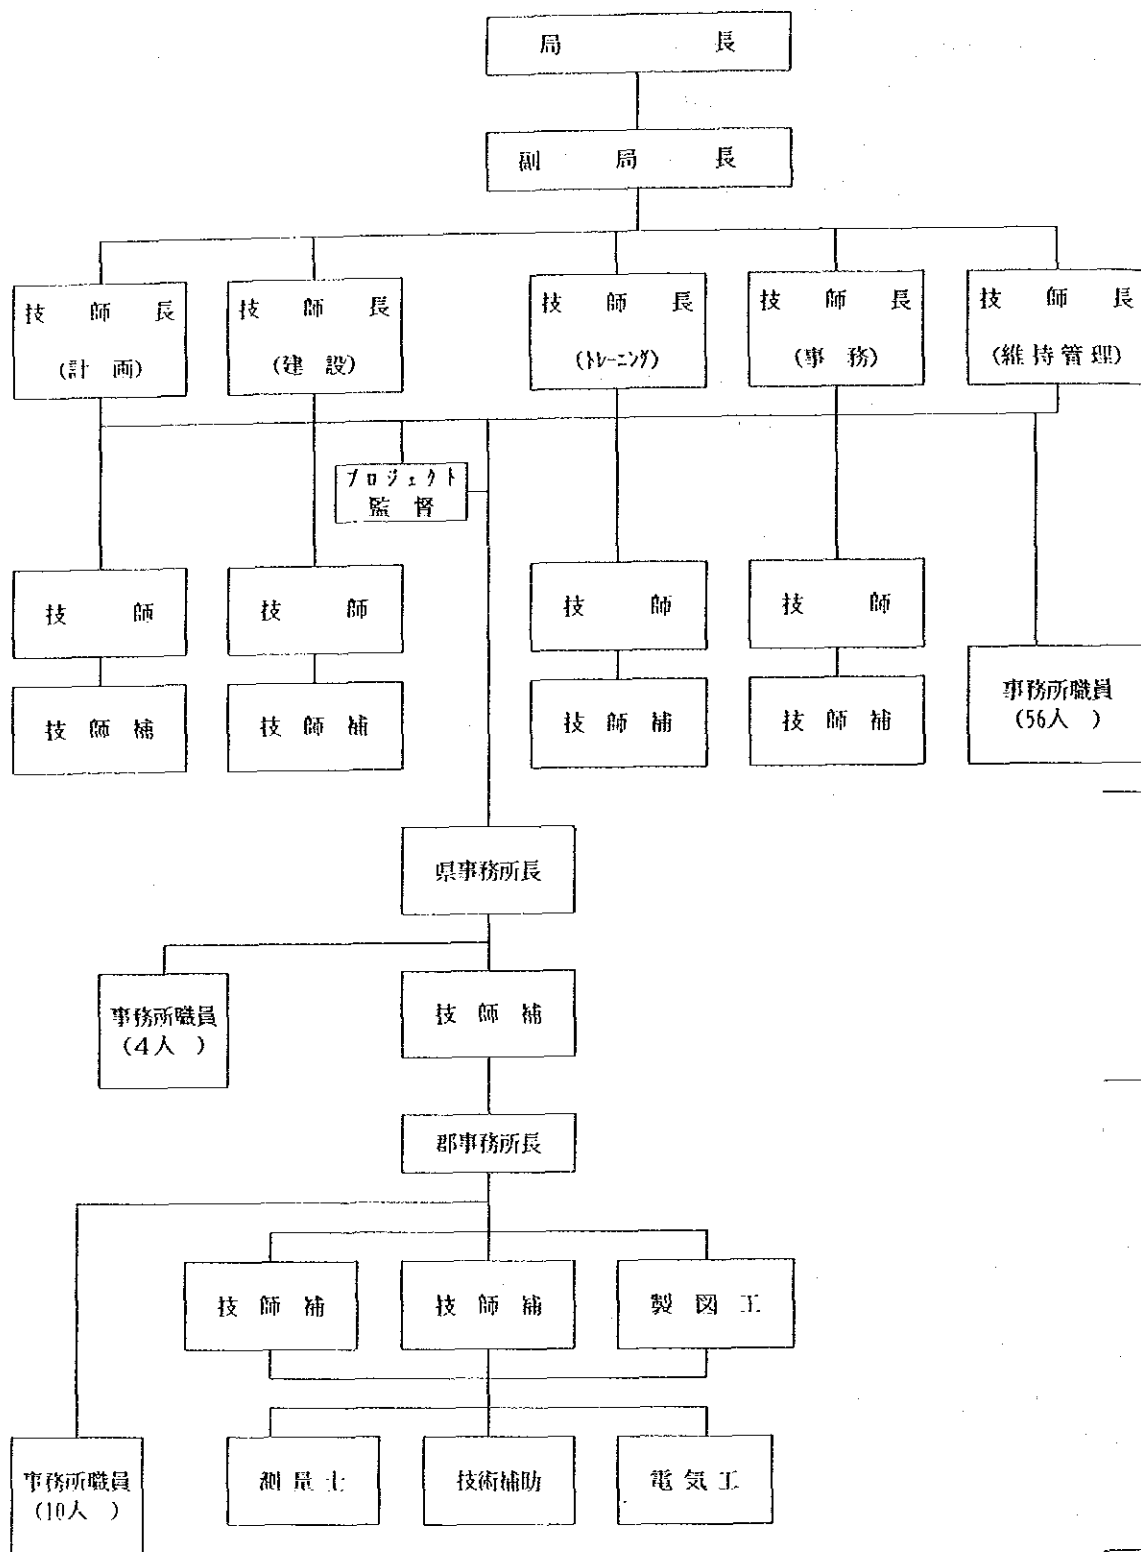 局長
副局長
技師長
(計画)
技師長
(建設)
技師長
(トレーニング)
技師長
(事務)
技師長
(維持管理)
プロジェクト
監督
技師
技師
技師
技師
技師補
技師補
技師補
技師補
事務所職員
(56人)
県事務所長
事務所職員
(4人)
技師補
郡事務所長
技師補
技師補
製図工
事務所職員
(10人)
測量士
技術補助
電気工